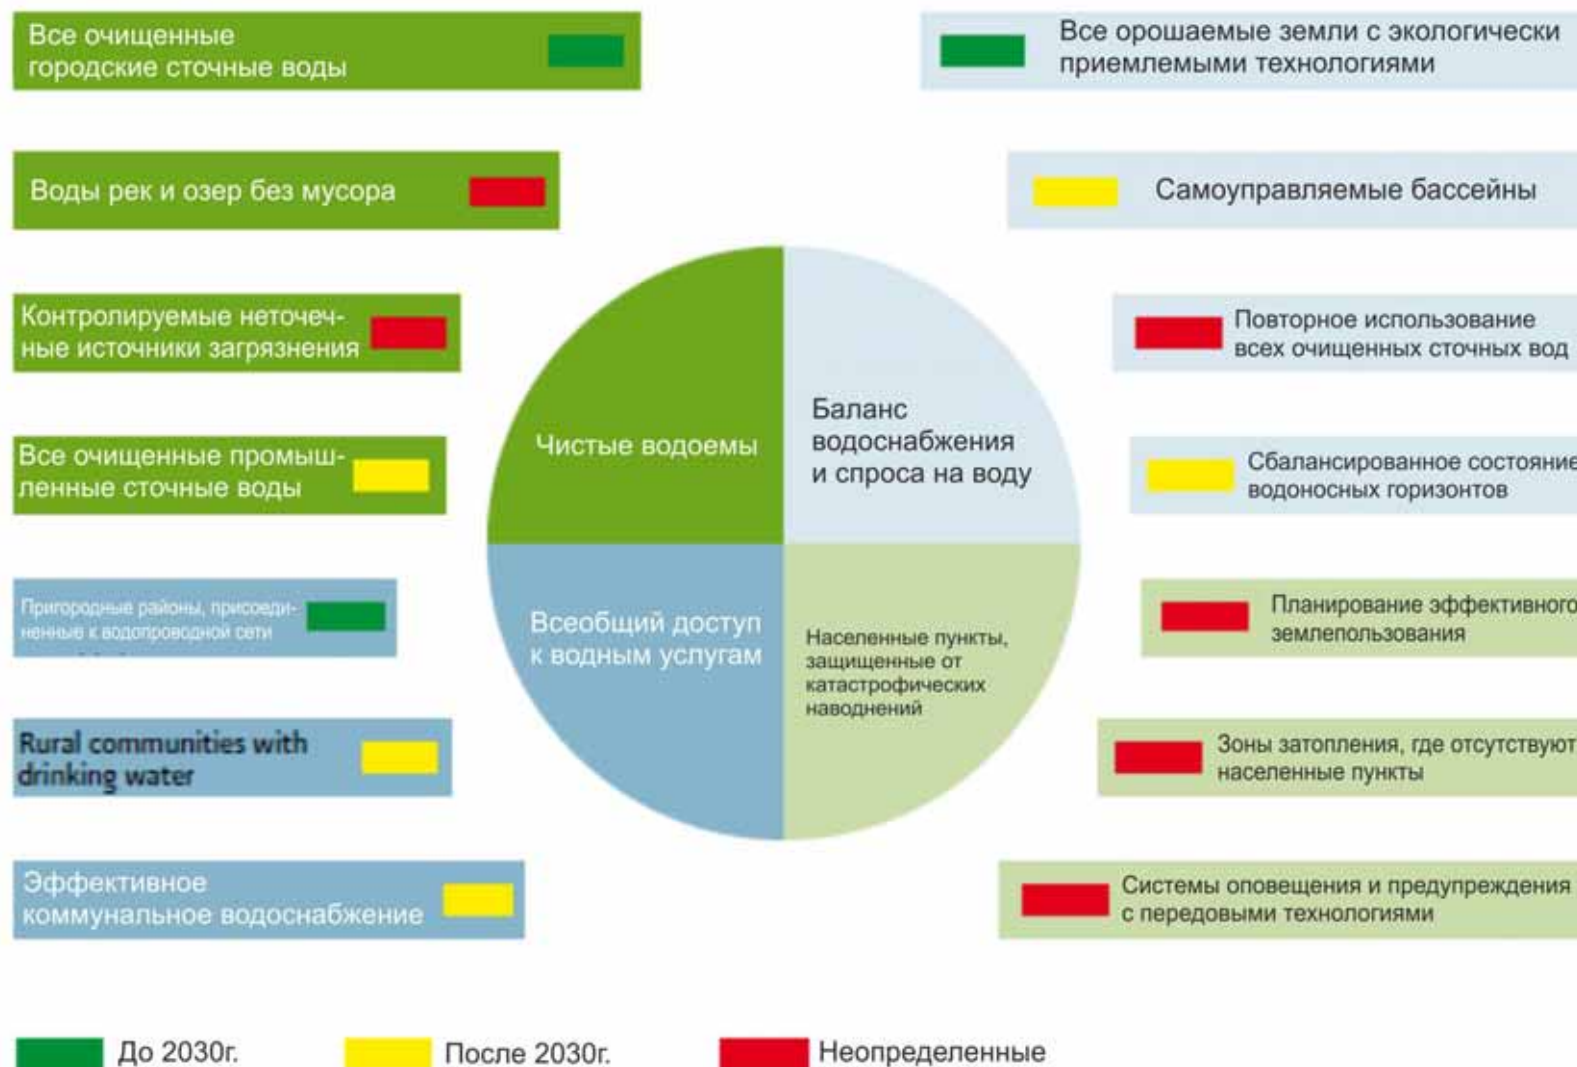 Все очищенные
городские сточные воды
Воды рек и озер без мусора
Контролируемые неточеч-
ные источники загрязнения
Все очищенные промыш-
ленные сточные воды
Пригородные районы, присоеди-
ненные к водопроводной сети
Rural communities with
drinking water
Эффективное
коммунальное водоснабжение
Чистые водоемы
Баланс
водоснабжения
и спроса на воду
Всеобщий доступ
к водным услугам
Населенные пункты,
защищенные от
катастрофических
наводнений
Все орошаемые земли с экологически
приемлемыми технологиями
Самоуправляемые бассейны
Повторное использование
всех очищенных сточных вод
Сбалансированное состояние
водоносных горизонтов
Планирование эффективного
землепользования
Зоны затопления, где отсутствуют
населенные пункты
Системы оповещения и предупреждения
с передовыми технологиями
До 2030г.
После 2030г.
Неопределенные